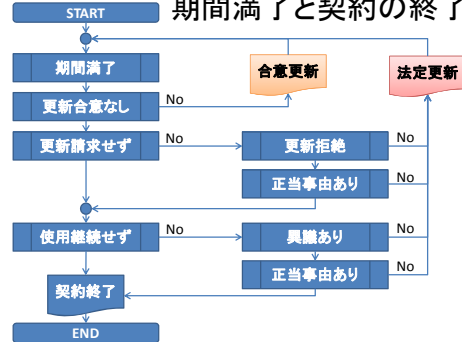 START
期間満了と契約の終了
期間満了
合意更新
法定更新
更新合意なし
No
更新請求せず
No
更新拒絶
No
正当事由あり
No
使用継続せず
No
異議あり
No
正当事由あり
No
契約終了
END